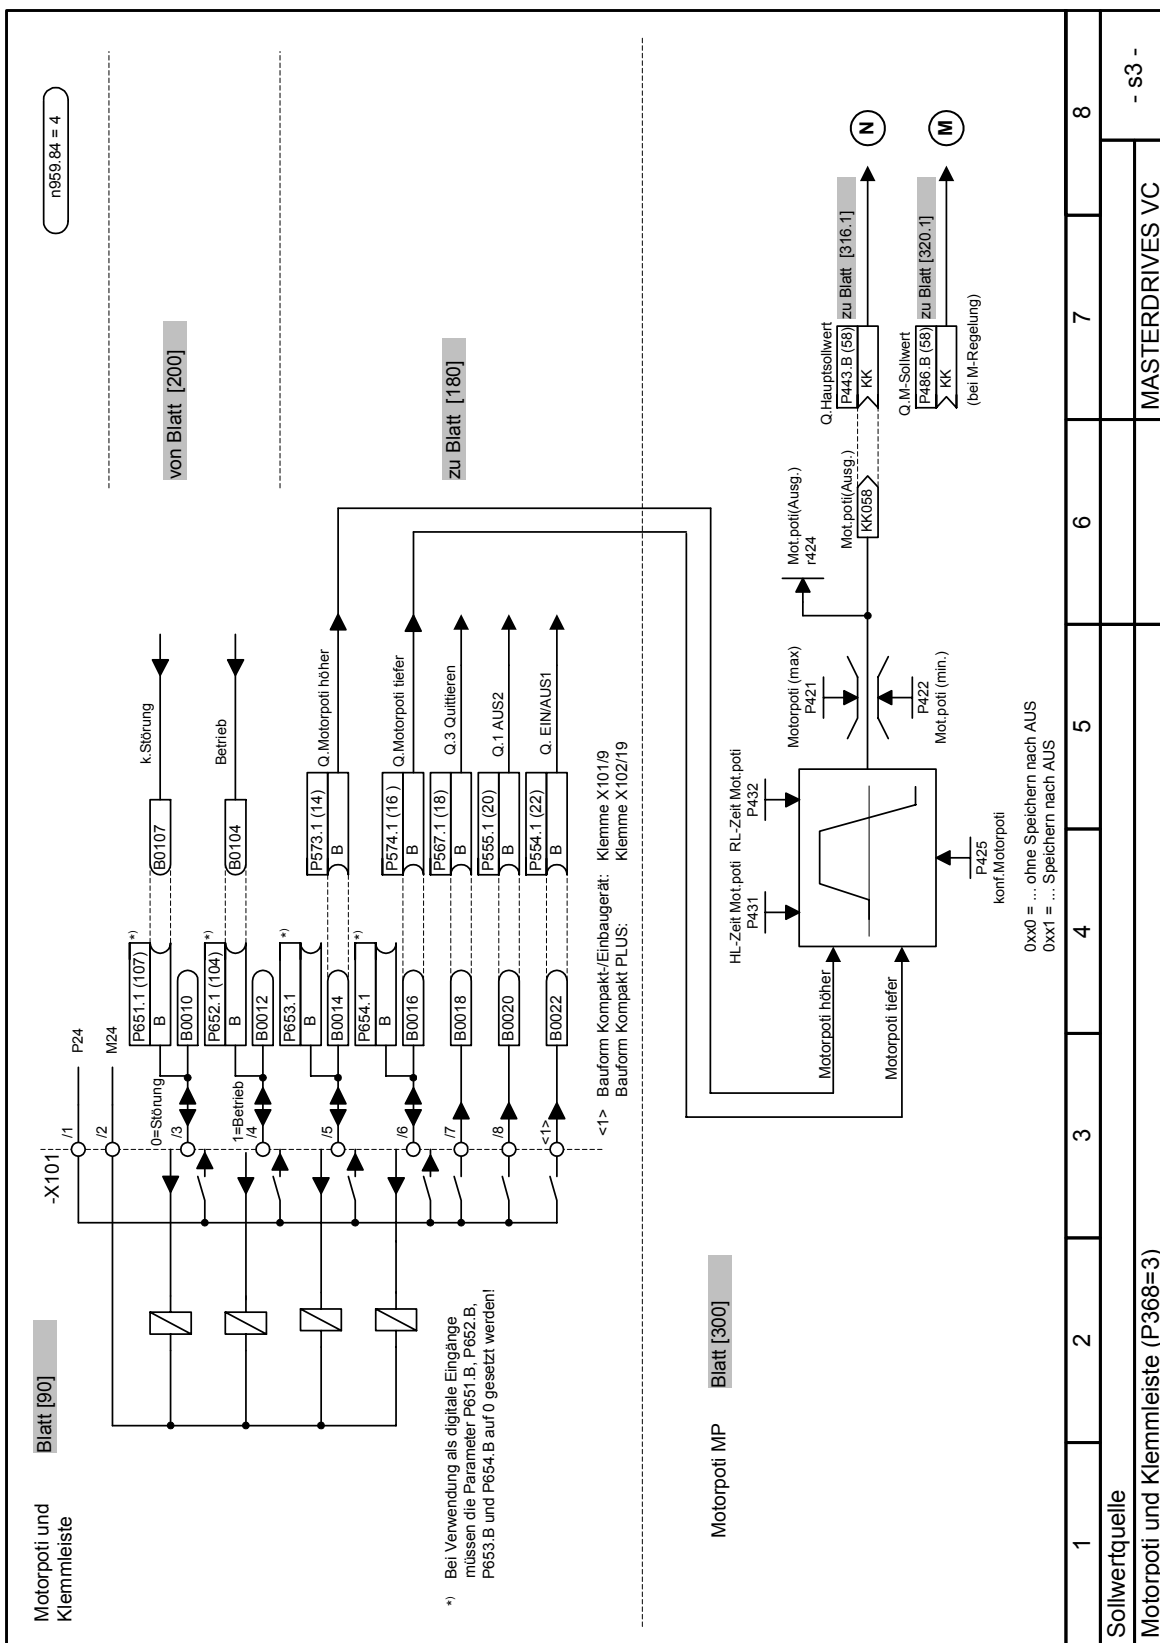 Motorpoti und
Klemmleiste
Blatt [90]
n959.84 = 4
-X101
/1
P24
/2
M24
0=Störung
/3
P651.1 (107)
*)
B
B0010
B0107
k.Störung
von Blatt [200]
1=Betrieb
/4
P652.1 (104)
*)
B
B0012
B0104
Betrieb
/5
P653.1
*)
B
B0014
P573.1 (14)
B
Q.Motorpoti höher
/6
P654.1
*)
B
B0016
P574.1 (16 )
B
Q.Motorpoti tiefer
zu Blatt [180]
/7
B0018
P567.1 (18)
B
Q.3 Quittieren
/8
B0020
P555.1 (20)
B
Q.1 AUS2
<1>
B0022
P554.1 (22)
B
Q. EIN/AUS1
*) Bei Verwendung als digitale Eingänge
müssen die Parameter P651.B, P652.B,
P653.B und P654.B auf 0 gesetzt werden!
<1> Bauform Kompakt-/Einbaugerät: Klemme X101/9
Bauform Kompakt PLUS: Klemme X102/19
Motorpoti MP
Blatt [300]
HL-Zeit Mot.poti
P431
RL-Zeit Mot.poti
P432
Motorpoti höher
Motorpoti tiefer
P425
konf.Motorpoti
0xx0 = ... ohne Speichern nach AUS
0xx1 = ... Speichern nach AUS
Motorpoti (max)
P421
P422
Mot.poti (min.)
Mot.poti(Ausg.)
r424
Mot.poti(Ausg.)
KK058
Q.Hauptsollwert
P443.B (58)
KK
zu Blatt [316.1]
N
Q.M-Sollwert
P486.B (58)
KK
zu Blatt [320.1]
M
(bei M-Regelung)
1
2
3
4
5
6
7
8
Sollwertquelle
- s3 -
Motorpoti und Klemmleiste (P368=3)
MASTERDRIVES VC